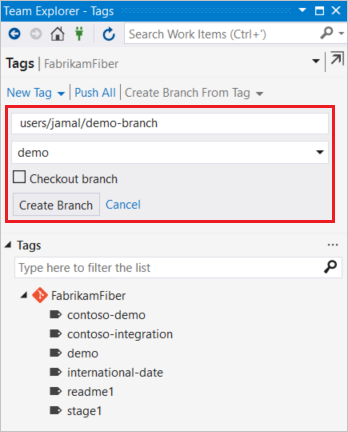 Team Explorer - Tags
Search Work Items (Ctrl+')
Tags | FabrikamFiber
New Tag | Push All | Create Branch From Tag
users/jamal/demo-branch
demo
Checkout branch
Create Branch Cancel
Tags ...
Type here to filter the list
FabrikamFiber
contoso-demo
contoso-integration
demo
international-date
readme1
stage1